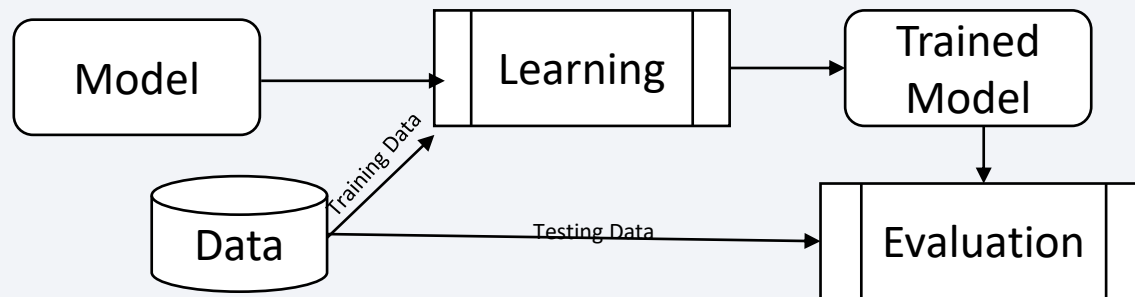 Model
Learning
Trained
Model
Training Data
Data
Testing Data
Evaluation